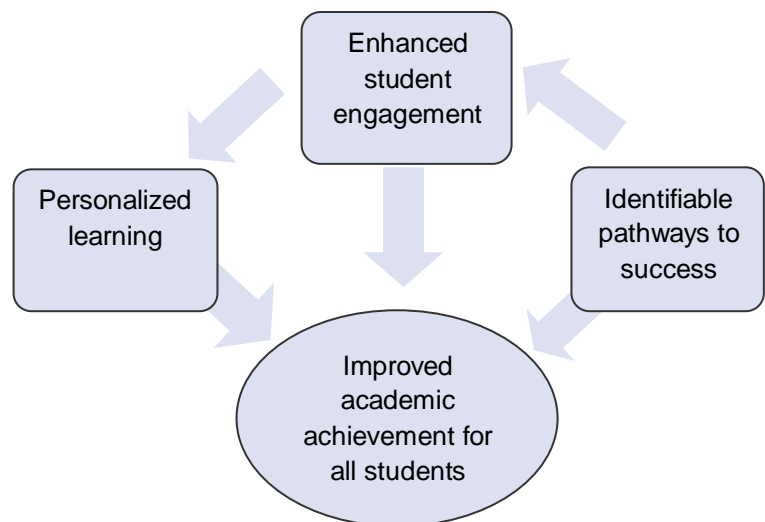 Enhanced
student
engagement
Personalized
learning
Identifiable
pathways to
success
Improved
academic
achievement for
all students